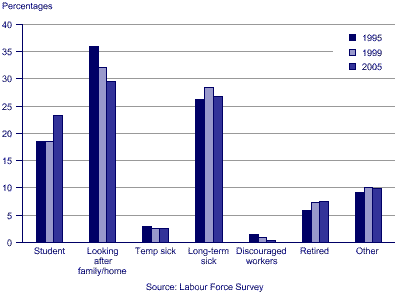 Percentages
40
35
30
25
20
15
10
5
0
1995
1999
2005
Student
Looking
after
family/home
Temp sick
Long-term
sick
Discouraged
workers
Retired
Other
Source: Labour Force Survey